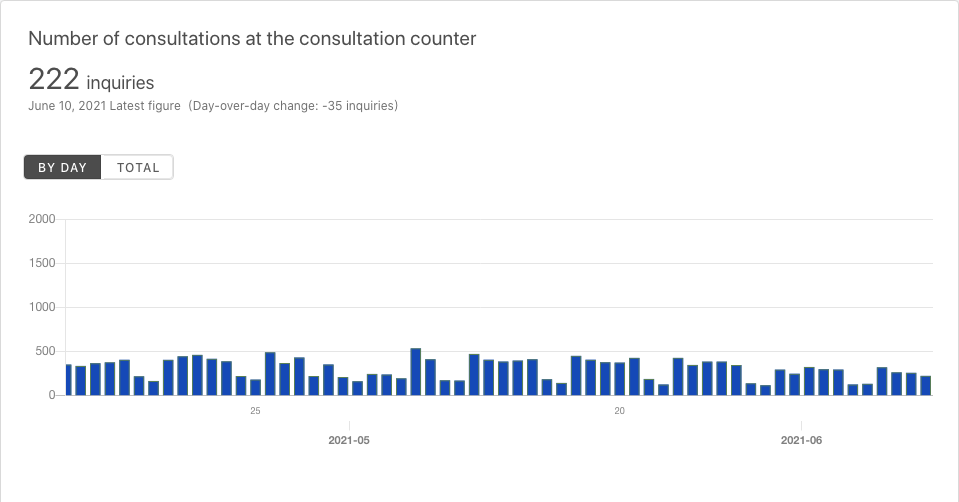 Number of consultations at the consultation counter
222 inquiries
June 10, 2021 Latest figure (Day-over-day change: -35 inquiries)
BY DAY TOTAL
2000
1500
1000
500
0
25 20
2021-05 2021-06